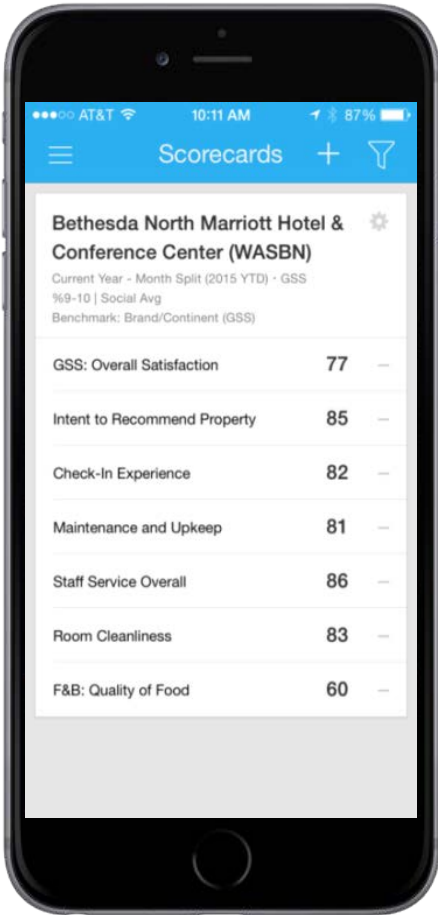 AT&T 10:11 AM 87%
Scorecards
Bethesda North Marriott Hotel &
Conference Center (WASBN)
Current Year - Month Split (2015 YTD) - GSS
%9-10 | Social Avg
Benchmark: Brand/Continent (GSS)
GSS: Overall Satisfaction 77 —
Intent to Recommend Property 85 —
Check-In Experience 82 —
Maintenance and Upkeep 81 —
Staff Service Overall 86 —
Room Cleanliness 83 —
F&B: Quality of Food 60 —